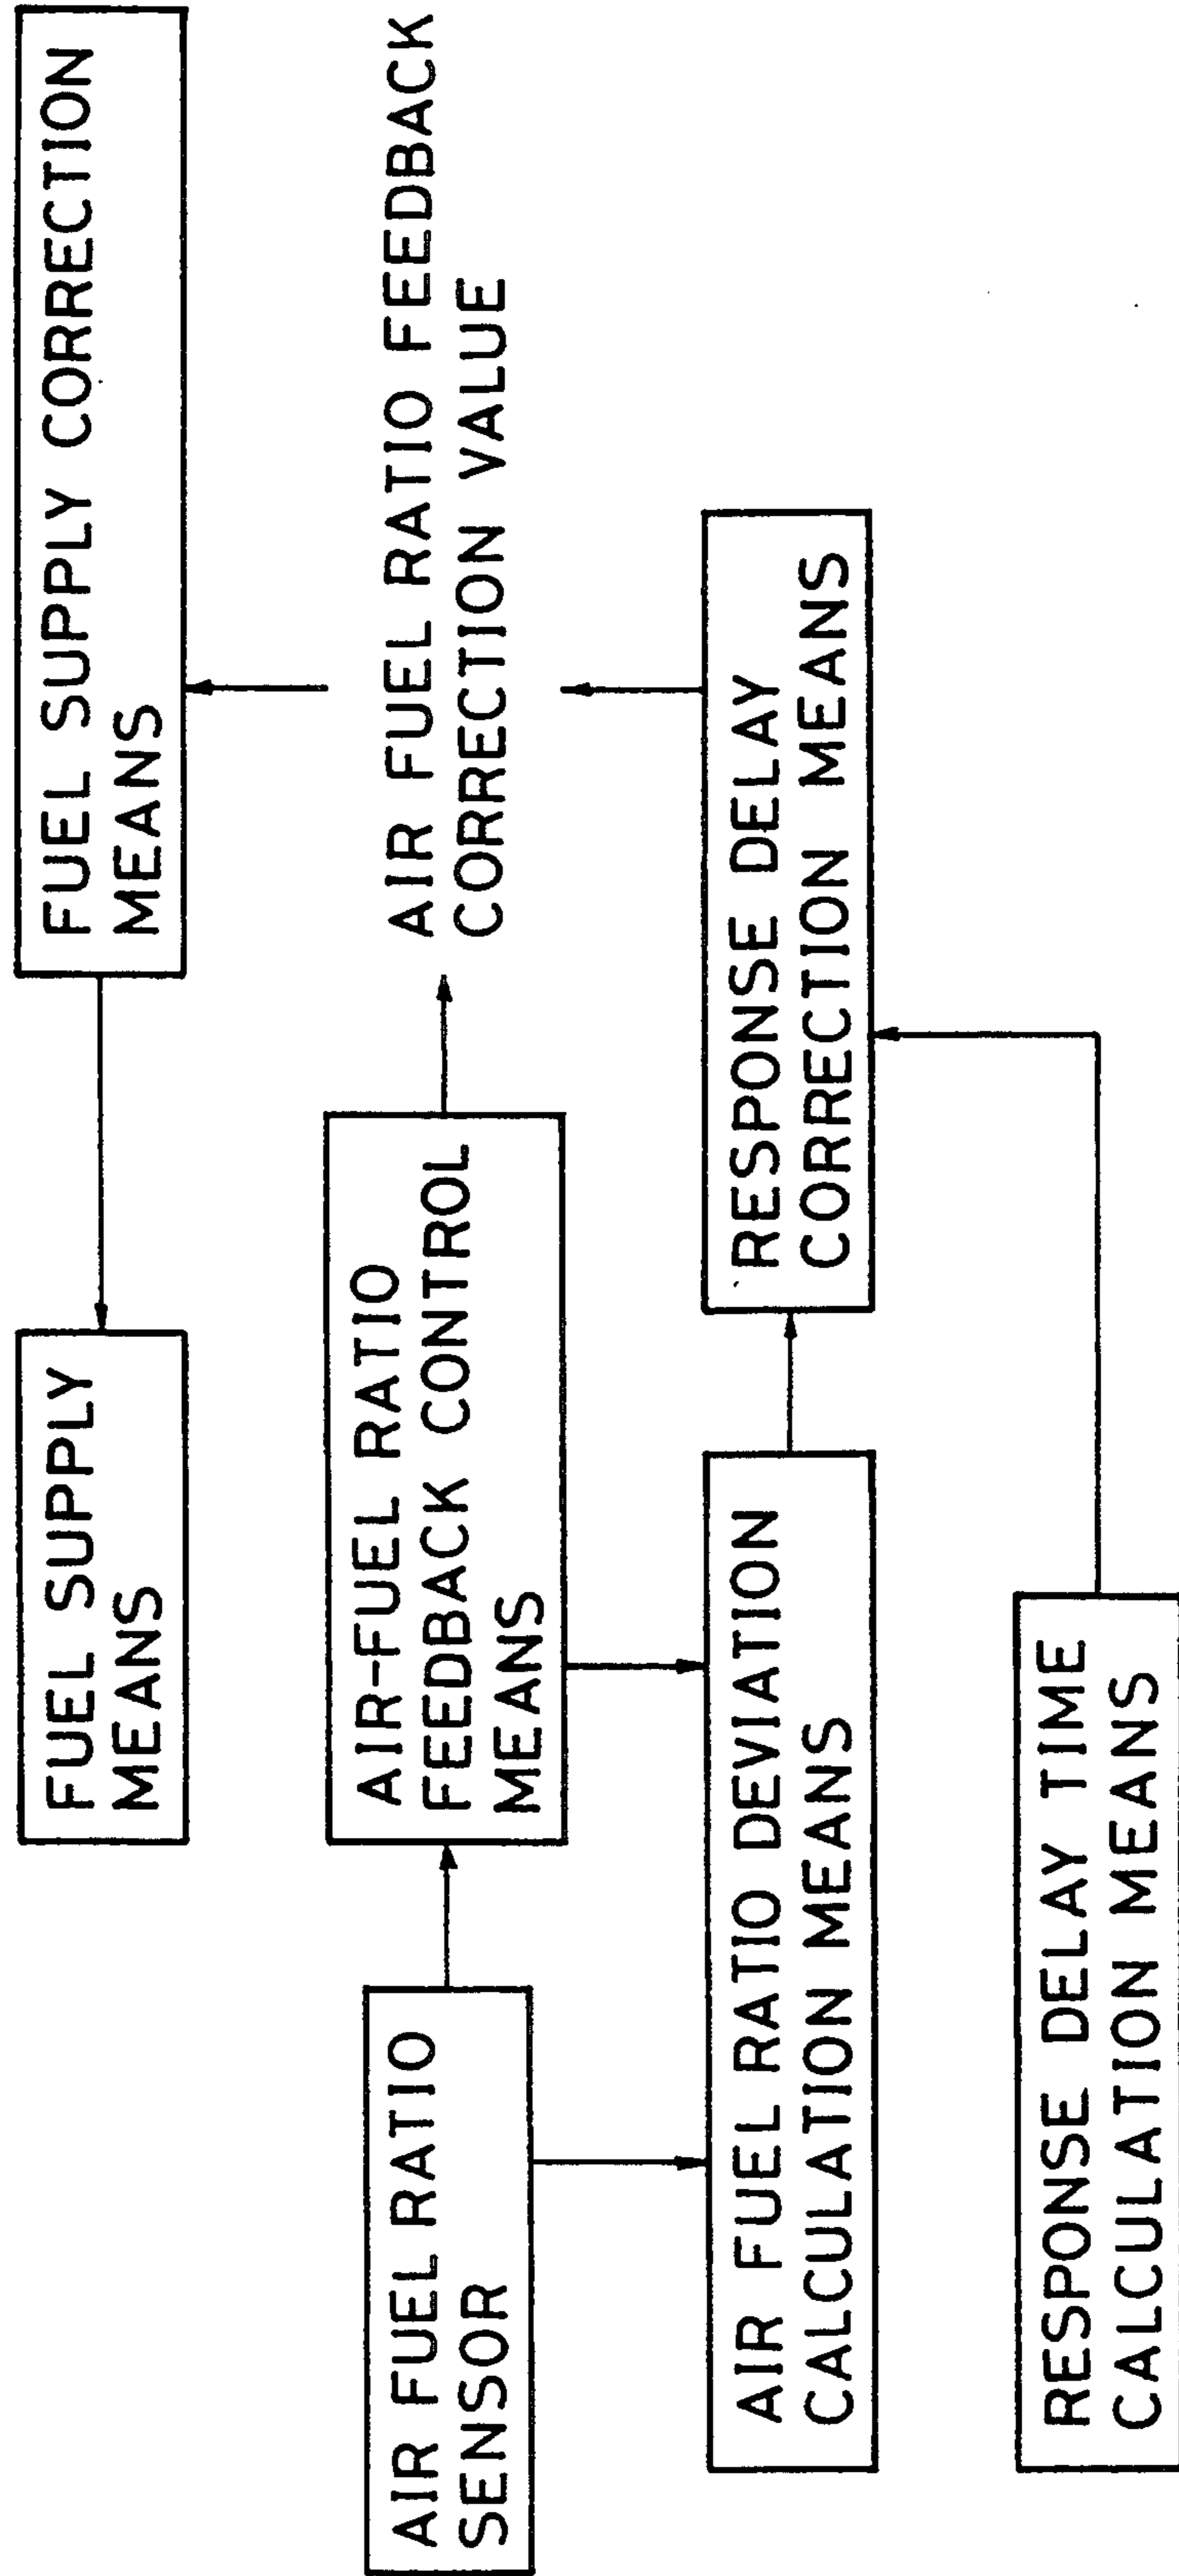 FUEL SUPPLY
MEANS
FUEL SUPPLY CORRECTION
MEANS
AIR FUEL RATIO
SENSOR
AIR-FUEL RATIO
FEEDBACK CONTROL
MEANS
AIR FUEL RATIO FEEDBACK
CORRECTION VALUE
AIR FUEL RATIO DEVIATION
CALCULATION MEANS
RESPONSE DELAY
CORRECTION MEANS
RESPONSE DELAY TIME
CALCULATION MEANS